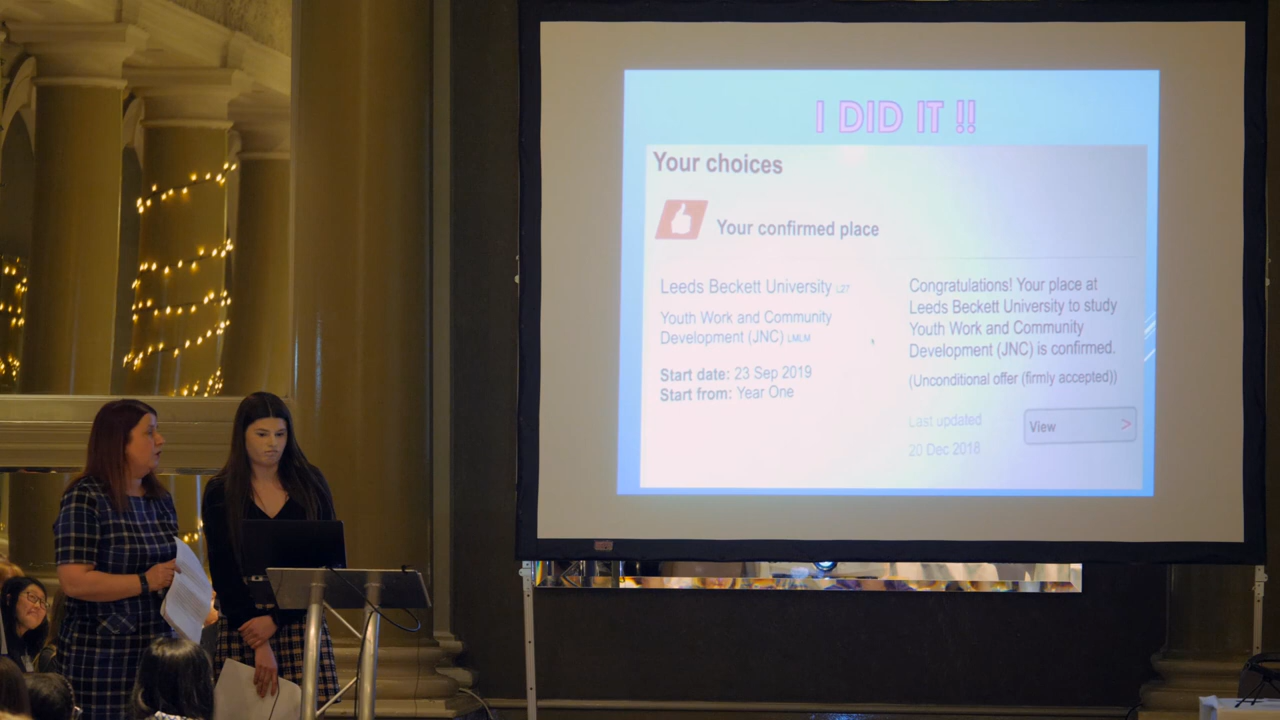 I DID IT !!
Your choices
Your confirmed place
Leeds Beckett University L27
Youth Work and Community
Development (JNC) LMLM
Start date: 23 Sep 2019
Start from: Year One
Congratulations! Your place at
Leeds Beckett University to study
Youth Work and Community
Development (JNC) is confirmed.
(Unconditional offer (firmly accepted))
Last updated
20 Dec 2018
View >